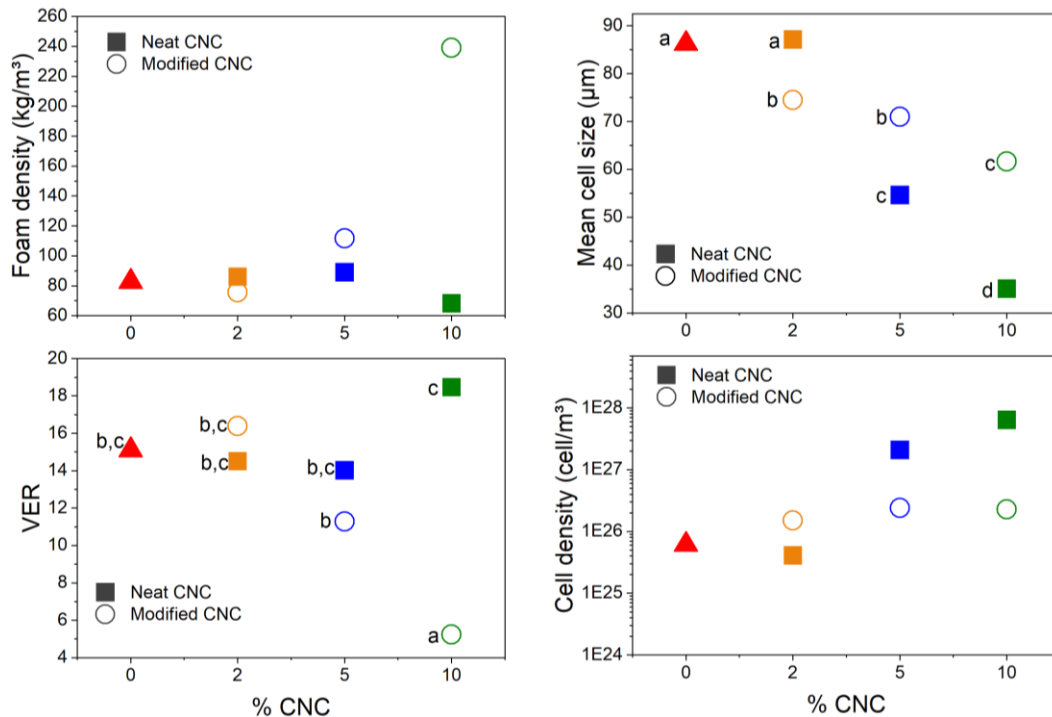 Foam density (kg/m³)
260
240
220
200
180
160
140
120
100
80
60
Neat CNC
Modified CNC
0
2
5
10
Mean cell size (µm)
90
80
70
60
50
40
30
a
a
b
b
c
c
d
Neat CNC
Modified CNC
0
2
5
10
VER
20
18
16
14
12
10
8
6
4
b,c
b,c
b,c
b,c
b
c
a
Neat CNC
Modified CNC
0
2
5
10
% CNC
Cell density (cell/m³)
1E28
1E27
1E26
1E25
1E24
Neat CNC
Modified CNC
0
2
5
10
% CNC